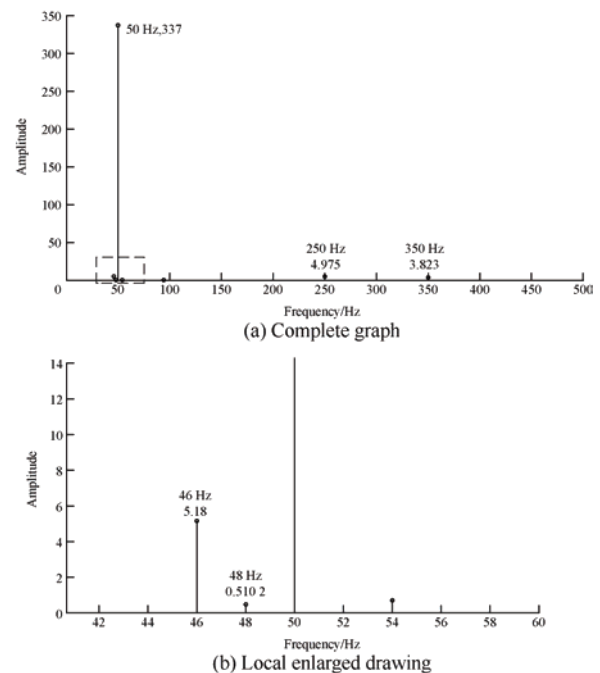 350
300
250
200
150
100
50
0
Amplitude
50 Hz,337
250 Hz
4.975
350 Hz
3.823
50 100 150 200 250 300 350 400 450 500
Frequency/Hz
(a) Complete graph
14
12
10
8
6
4
2
0
Amplitude
46 Hz
5.18
48 Hz
0.510 2
42 44 46 48 50 52 54 56 58 60
Frequency/Hz
(b) Local enlarged drawing